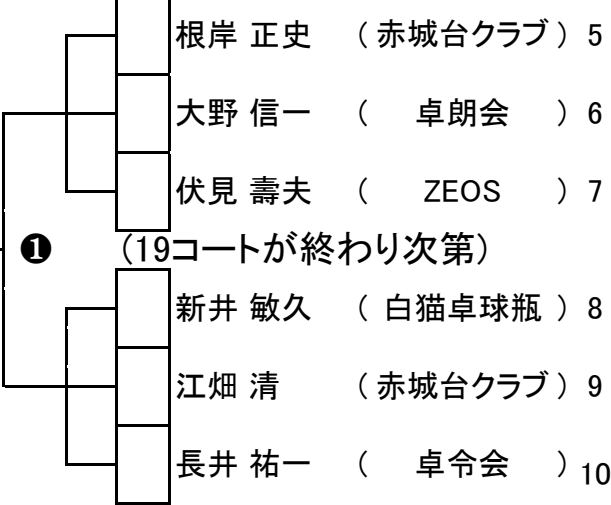 根岸 正史 （赤城台クラブ） 5
大野 信一 （ 卓朗会 ） 6
伏見 壽夫 （ ZEOS ） 7
❶ （19コートが終わり次第）
新井 敏久 （ 白猫卓球瓶 ） 8
江畑 清 （赤城台クラブ） 9
長井 祐一 （ 卓令会 ） 10